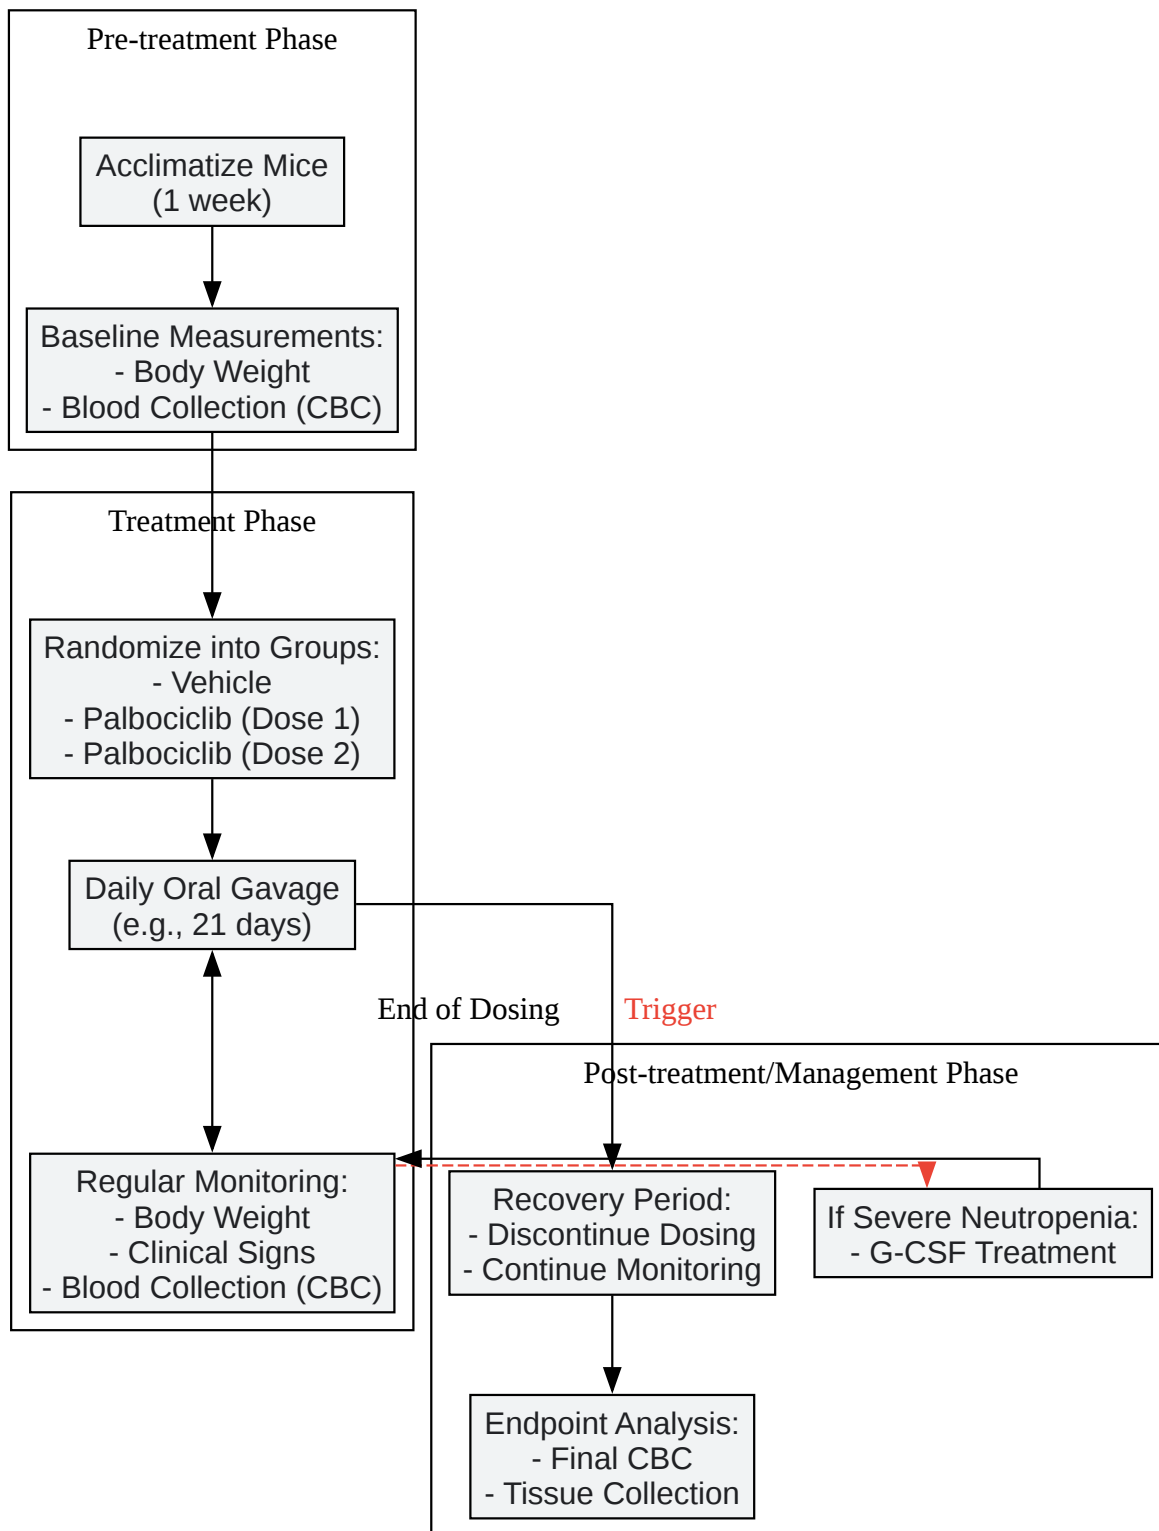 Pre-treatment Phase
Acclimatize Mice
(1 week)
Baseline Measurements:
- Body Weight
- Blood Collection (CBC)
Treatment Phase
Randomize into Groups:
- Vehicle
- Palbociclib (Dose 1)
- Palbociclib (Dose 2)
Daily Oral Gavage
(e.g., 21 days)
End of Dosing
Trigger
Post-treatment/Management Phase
Regular Monitoring:
- Body Weight
- Clinical Signs
- Blood Collection (CBC)
Recovery Period:
- Discontinue Dosing
- Continue Monitoring
If Severe Neutropenia:
- G-CSF Treatment
Endpoint Analysis:
- Final CBC
- Tissue Collection